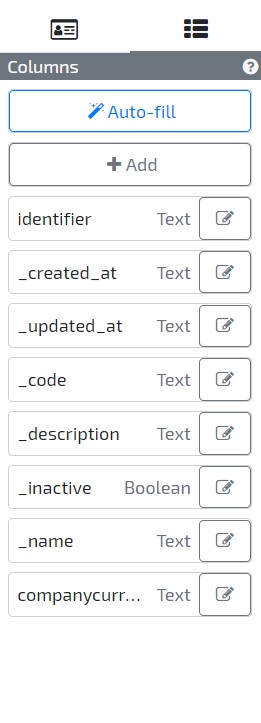 Columns
Auto-fill
Add
identifier Text
_created_at Text
_updated_at Text
_code Text
_description Text
_inactive Boolean
_name Text
companycurr... Text